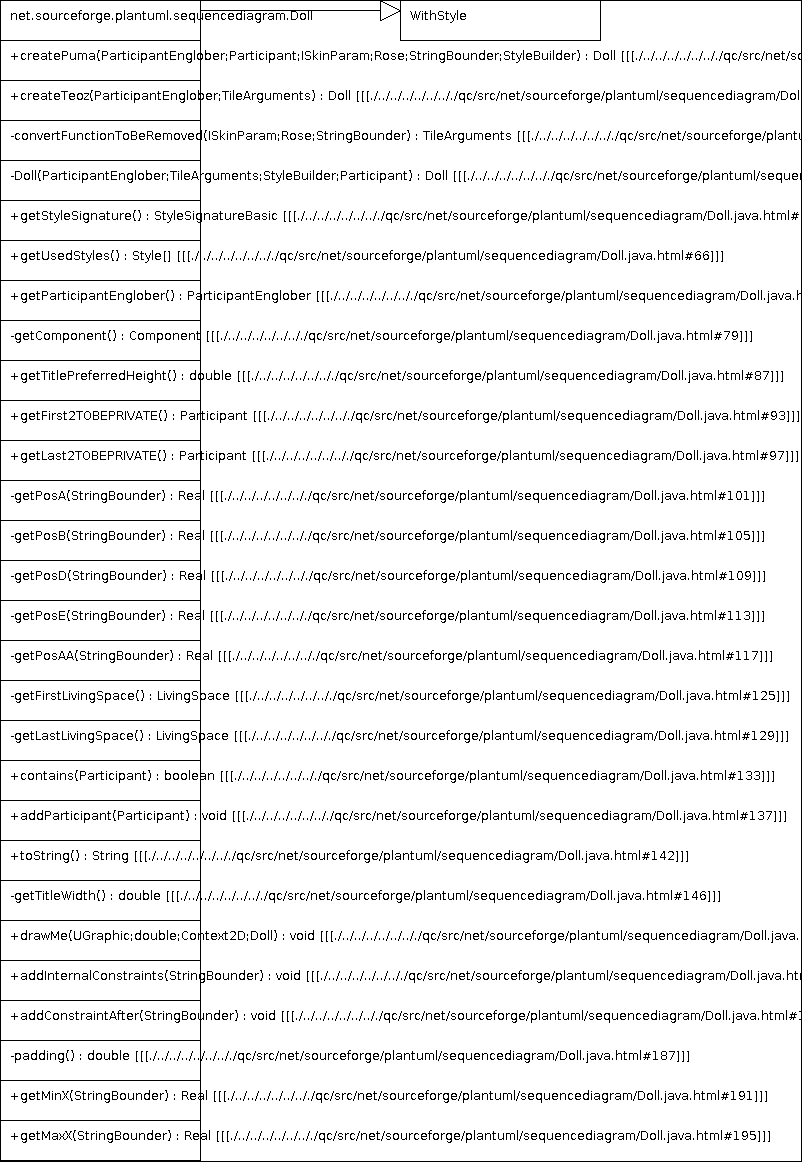 net.sourceforge.plantuml.sequencediagram.Doll
WithStyle
+createPuma(ParticipantEnglober;Participant;ISkinParam;Rose;StringBounder;StyleBuilder) : Doll [[[./../../../../../../qc/src/net/so
+createTeoz(ParticipantEnglober;TileArguments) : Doll [[[./../../../../../../qc/src/net/sourceforge/plantuml/sequencediagram/Dol
-convertFunctionToBeRemoved(ISkinParam;Rose;StringBounder) : TileArguments [[[./../../../../../../qc/src/net/sourceforge/plantu
-Doll(ParticipantEnglober;TileArguments;StyleBuilder;Participant) : Doll [[[./../../../../../../qc/src/net/sourceforge/plantuml/seque
+getStyleSignature() : StyleSignatureBasic [[[./../../../../../../qc/src/net/sourceforge/plantuml/sequencediagram/Doll.java.html#
+getUsedStyles() : Style[] [[[./../../../../../../qc/src/net/sourceforge/plantuml/sequencediagram/Doll.java.html#66]]]
+getParticipantEnglober() : ParticipantEnglober [[[./../../../../../../qc/src/net/sourceforge/plantuml/sequencediagram/Doll.java.h
-getComponent() : Component [[[./../../../../../../qc/src/net/sourceforge/plantuml/sequencediagram/Doll.java.html#79]]]
+getTitlePreferredHeight() : double [[[./../../../../../../qc/src/net/sourceforge/plantuml/sequencediagram/Doll.java.html#87]]]
+getFirst2TOBEPRIVATE() : Participant [[[./../../../../../../qc/src/net/sourceforge/plantuml/sequencediagram/Doll.java.html#93]]]
+getLast2TOBEPRIVATE() : Participant [[[./../../../../../../qc/src/net/sourceforge/plantuml/sequencediagram/Doll.java.html#97]]]
-getPosA(StringBounder) : Real [[[./../../../../../../qc/src/net/sourceforge/plantuml/sequencediagram/Doll.java.html#101]]]
-getPosB(StringBounder) : Real [[[./../../../../../../qc/src/net/sourceforge/plantuml/sequencediagram/Doll.java.html#105]]]
-getPosD(StringBounder) : Real [[[./../../../../../../qc/src/net/sourceforge/plantuml/sequencediagram/Doll.java.html#109]]]
-getPosE(StringBounder) : Real [[[./../../../../../../qc/src/net/sourceforge/plantuml/sequencediagram/Doll.java.html#113]]]
-getPosAA(StringBounder) : Real [[[./../../../../../../qc/src/net/sourceforge/plantuml/sequencediagram/Doll.java.html#117]]]
-getFirstLivingSpace() : LivingSpace [[[./../../../../../../qc/src/net/sourceforge/plantuml/sequencediagram/Doll.java.html#125]]]
-getLastLivingSpace() : LivingSpace [[[./../../../../../../qc/src/net/sourceforge/plantuml/sequencediagram/Doll.java.html#129]]]
+contains(Participant) : boolean [[[./../../../../../../qc/src/net/sourceforge/plantuml/sequencediagram/Doll.java.html#133]]]
+addParticipant(Participant) : void [[[./../../../../../../qc/src/net/sourceforge/plantuml/sequencediagram/Doll.java.html#137]]]
+toString() : String [[[./../../../../../../qc/src/net/sourceforge/plantuml/sequencediagram/Doll.java.html#142]]]
-getTitleWidth() : double [[[./../../../../../../qc/src/net/sourceforge/plantuml/sequencediagram/Doll.java.html#146]]]
+drawMe(UGraphic;double;Context2D;Doll) : void [[[./../../../../../../qc/src/net/sourceforge/plantuml/sequencediagram/Doll.java.
+addInternalConstraints(StringBounder) : void [[[./../../../../../../qc/src/net/sourceforge/plantuml/sequencediagram/Doll.java.ht
+addConstraintAfter(StringBounder) : void [[[./../../../../../../qc/src/net/sourceforge/plantuml/sequencediagram/Doll.java.html#1
-padding() : double [[[./../../../../../../qc/src/net/sourceforge/plantuml/sequencediagram/Doll.java.html#187]]]
+getMinX(StringBounder) : Real [[[./../../../../../../qc/src/net/sourceforge/plantuml/sequencediagram/Doll.java.html#191]]]
+getMaxX(StringBounder) : Real [[[./../../../../../../qc/src/net/sourceforge/plantuml/sequencediagram/Doll.java.html#195]]]